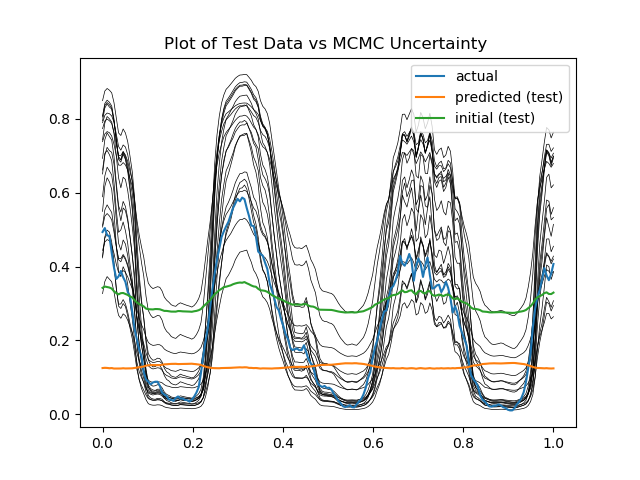 Plot of Test Data vs MCMC Uncertainty
actual
predicted (test)
initial (test)
0.8
0.6
0.4
0.2
0.0
0.0 0.2 0.4 0.6 0.8 1.0